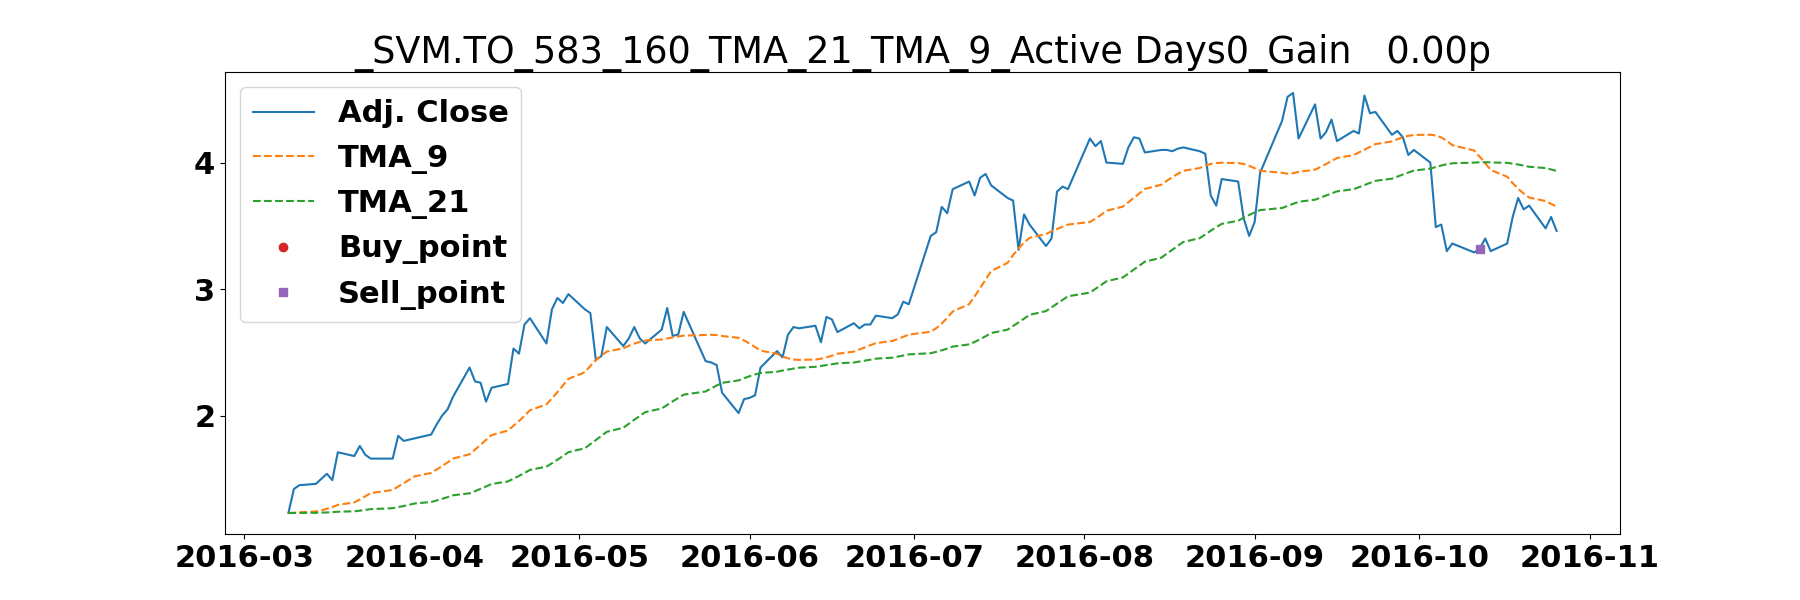 _SVM.TO_583_160_TMA_21_TMA_9_Active Days0_Gain   0.00p
Adj. Close
TMA_9
TMA_21
Buy_point
Sell_point
4
3
2
2016-03 2016-04 2016-05 2016-06 2016-07 2016-08 2016-09 2016-10 2016-11